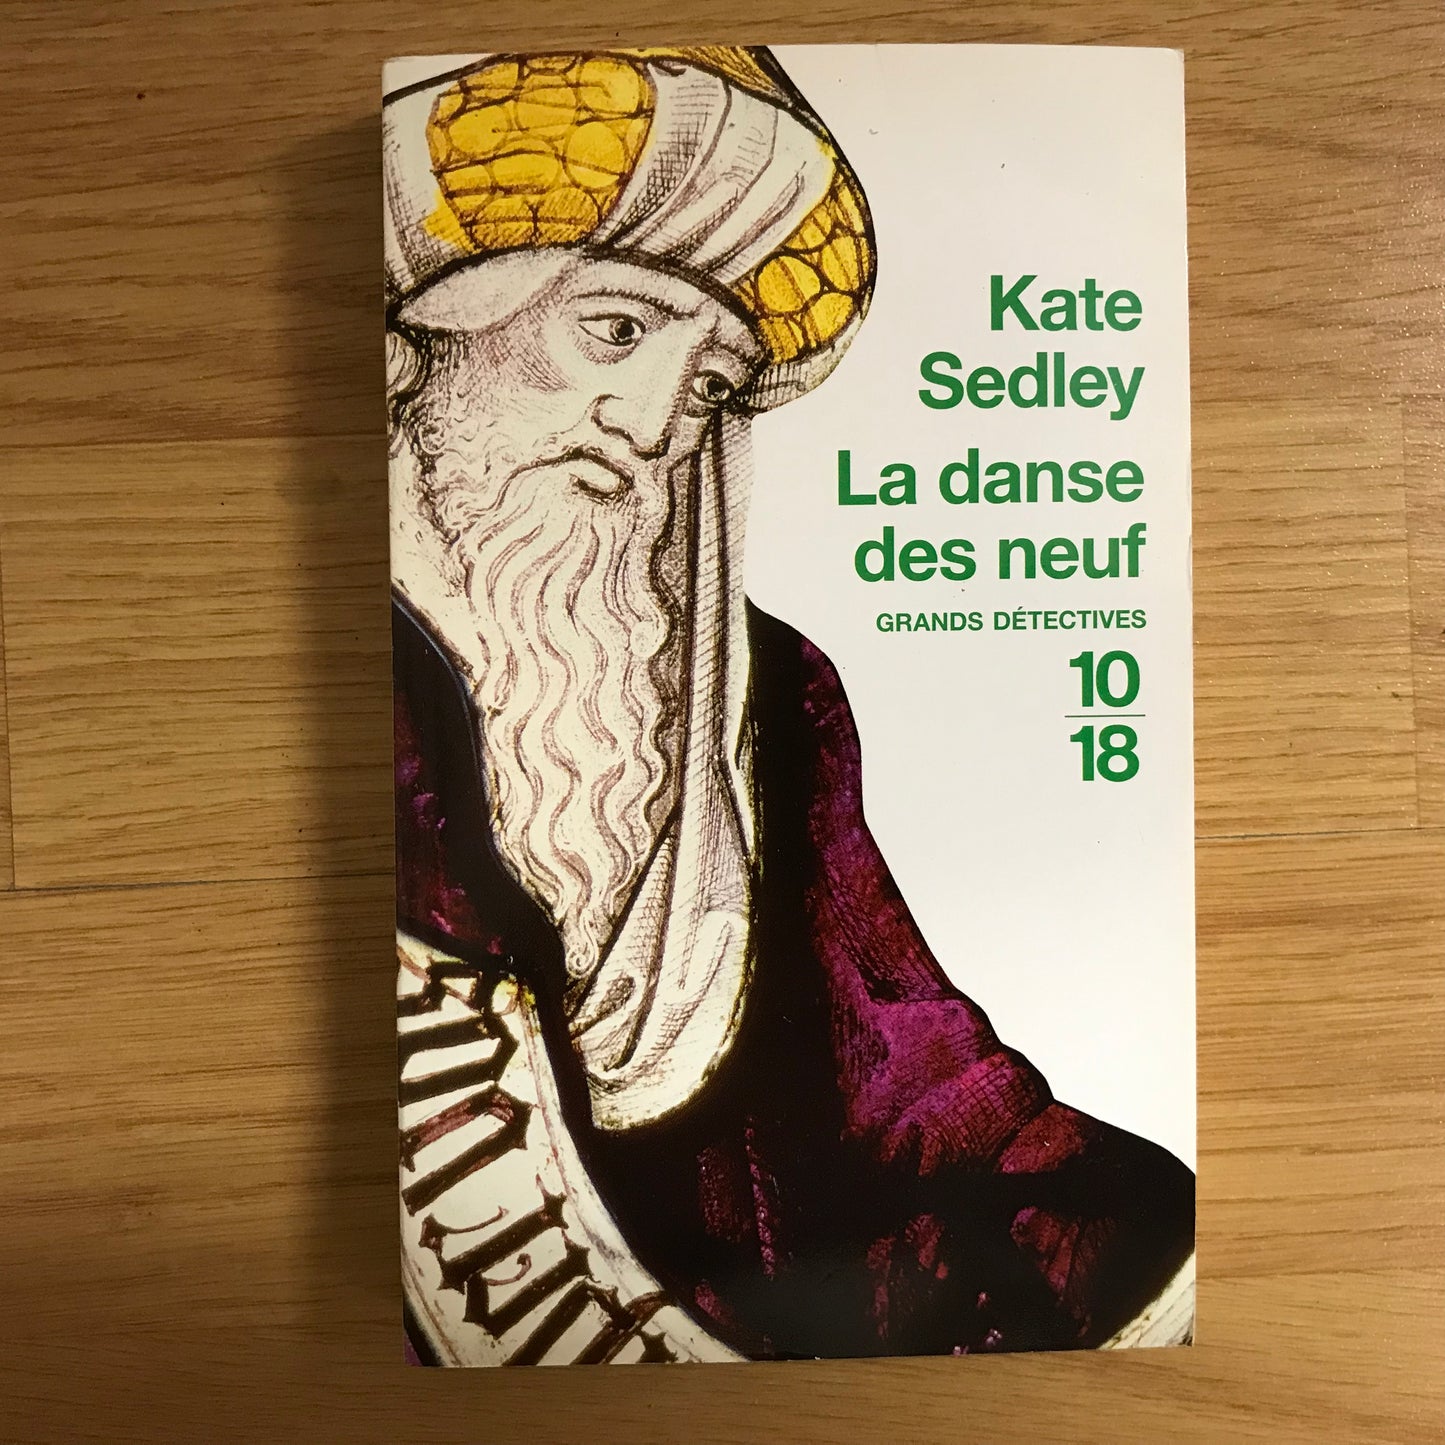 Kate
Sedley
La danse
des neuf
GRANDS DÉTECTIVES
10
18